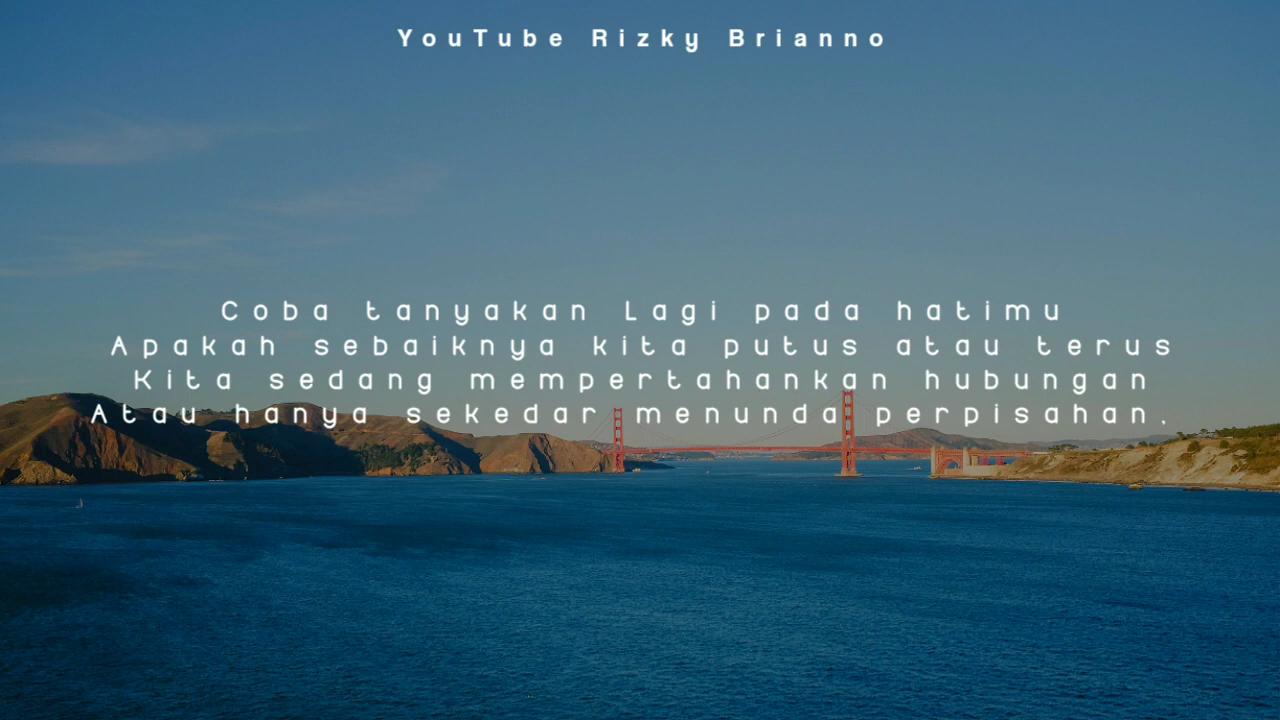 YouTube Rizky Brianno
Coba tanyakan Lagi pada hatimu
Apakah sebaiknya kita putus atau terus
Kita sedang mempertahankan hubungan
Atau hanya sekedar menunda perpisahan.